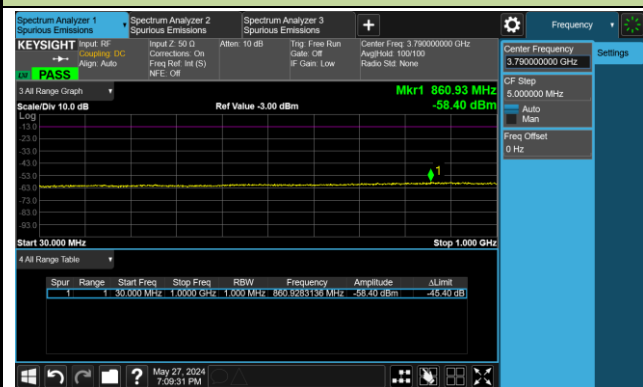 Spectrum Analyzer 1
Spurious Emissions
Spectrum Analyzer 2
Spurious Emissions
Spectrum Analyzer 3
Spurious Emissions
+
Frequency
KEYSIGHT
Input: RF
Coupling: DC
Align: Auto
Input Z: 50 Ω
Corrections: On
Freq Ref: Int (S)
NFE: Off
Atten: 10 dB
Trig: Free Run
Gate: Off
IF Gain: Low
Center Freq: 3.790000000 GHz
Avg|Hold: 100/100
Radio Std: None
PASS
Center Frequency
3.790000000 GHz
Settings
CF Step
5.000000 MHz
Auto
Man
Freq Offset
0 Hz
3 All Range Graph
Mkr1 860.93 MHz
Scale/Div 10.0 dB
Ref Value -3.00 dBm
-58.40 dBm
Log
-13.0
-23.0
-33.0
-43.0
-53.0
-63.0
-73.0
-83.0
-93.0
1
Start 30.000 MHz
Stop 1.000 GHz
4 All Range Table
Spur Range Start Freq Stop Freq RBW Frequency Amplitude ΔLimit
1 1 30.000 MHz 1.0000 GHz 1.000 MHz 860.9283136 MHz -58.40 dBm -45.40 dB
?
May 27, 2024
7:09:31 PM